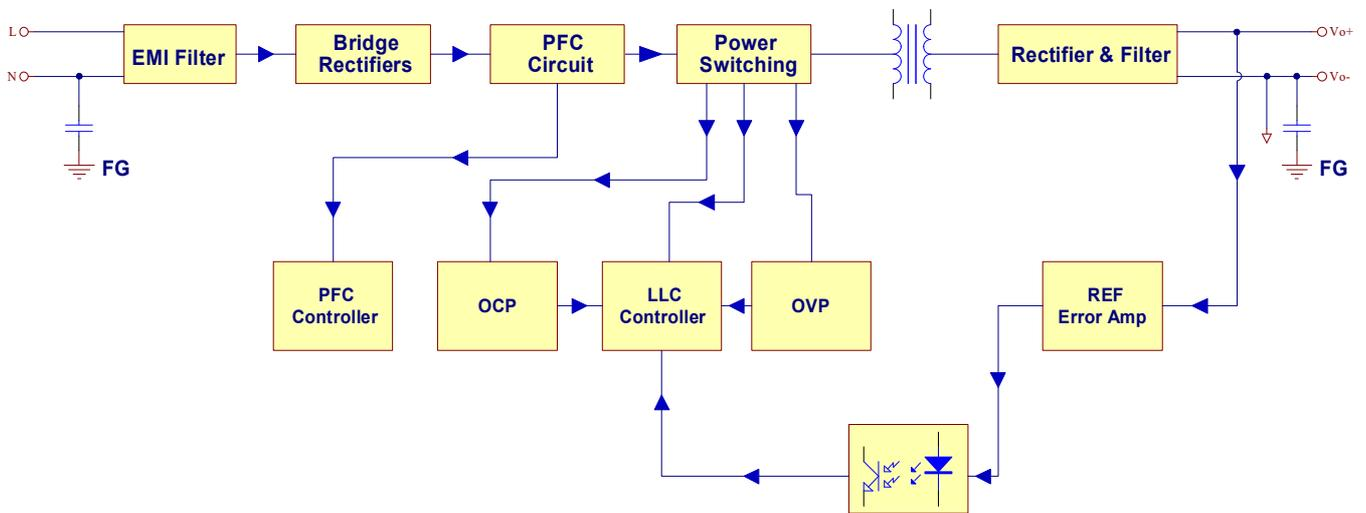 L
N
EMI Filter
Bridge
Rectifiers
PFC
Circuit
Power
Switching
Rectifier & Filter
Vo+
Vo-
FG
FG
PFC
Controller
OCP
LLC
Controller
OVP
REF
Error Amp